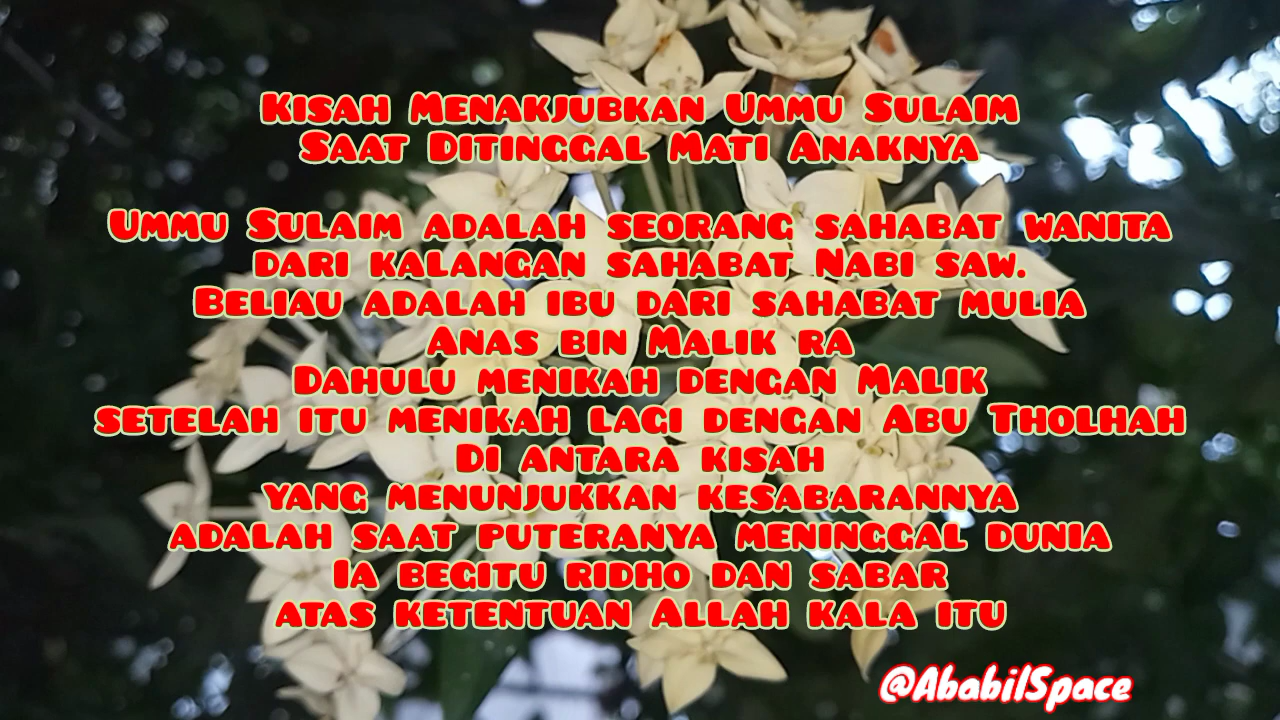 Kisah Menakjubkan Ummu Sulaim
Saat Ditinggal Mati Anaknya
Ummu Sulaim adalah seorang sahabat wanita
dari kalangan sahabat Nabi saw.
Beliau adalah ibu dari sahabat mulia
Anas bin Malik ra
Dahulu menikah dengan Malik
setelah itu menikah lagi dengan Abu Tholhah
Di antara kisah
yang menunjukkan kesabarannya
adalah saat puteranya meninggal dunia
Ia begitu ridho dan sabar
atas ketentuan Allah kala itu
@AbabilSpace